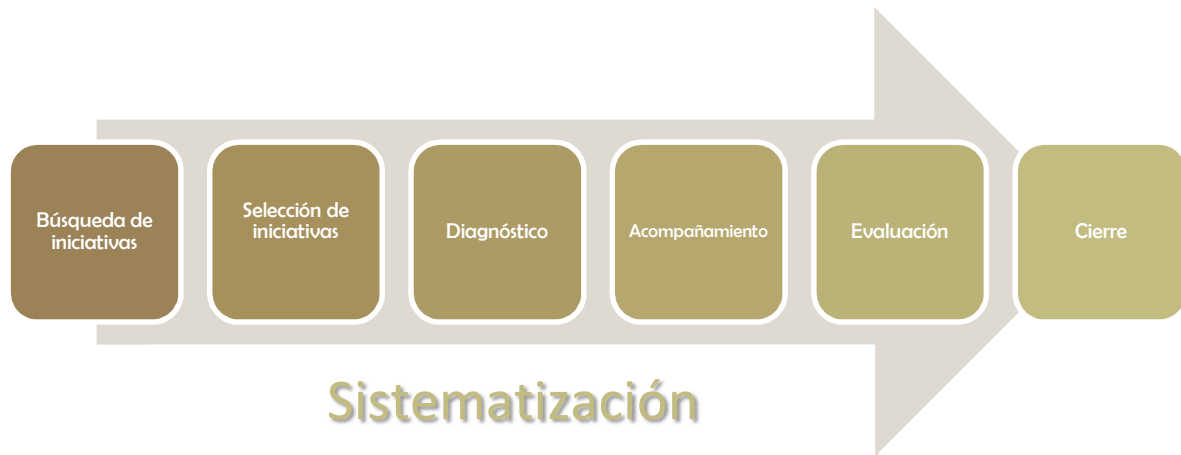 Búsqueda de
iniciativas
Selección de
iniciativas
Diagnóstico
Acompañamiento
Evaluación
Cierre
Sistematización